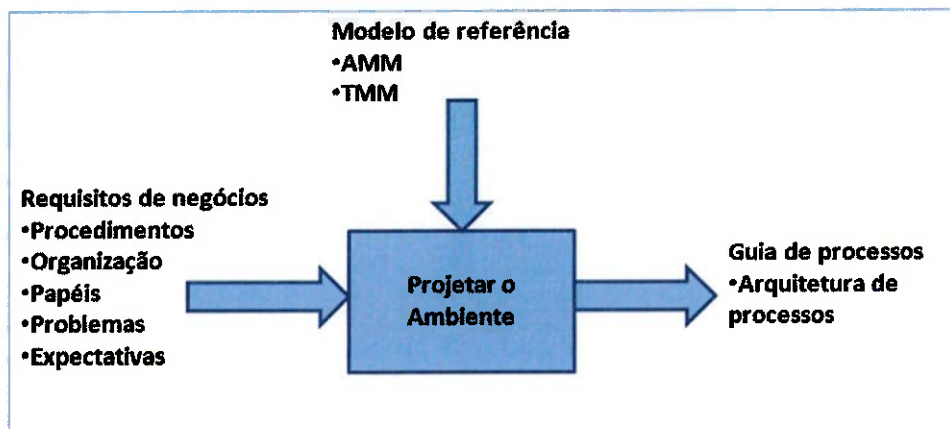 Modelo de referência
•AMM
•TMM
Requisitos de negócios
•Procedimentos
•Organização
•Papéis
•Problemas
•Expectativas
Projetar o
Ambiente
Guia de processos
•Arquitetura de
processos